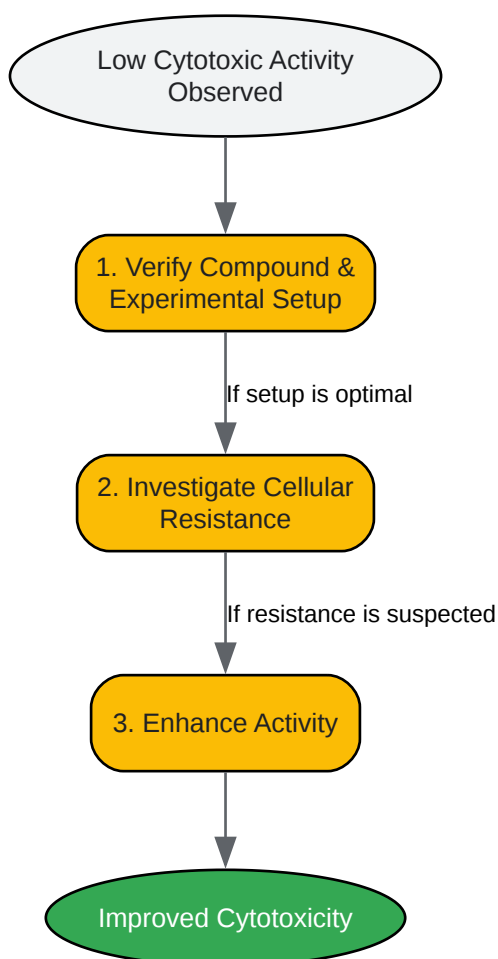 Low Cytotoxic Activity
Observed
1. Verify Compound &
Experimental Setup
If setup is optimal
2. Investigate Cellular
Resistance
If resistance is suspected
3. Enhance Activity
Improved Cytotoxicity